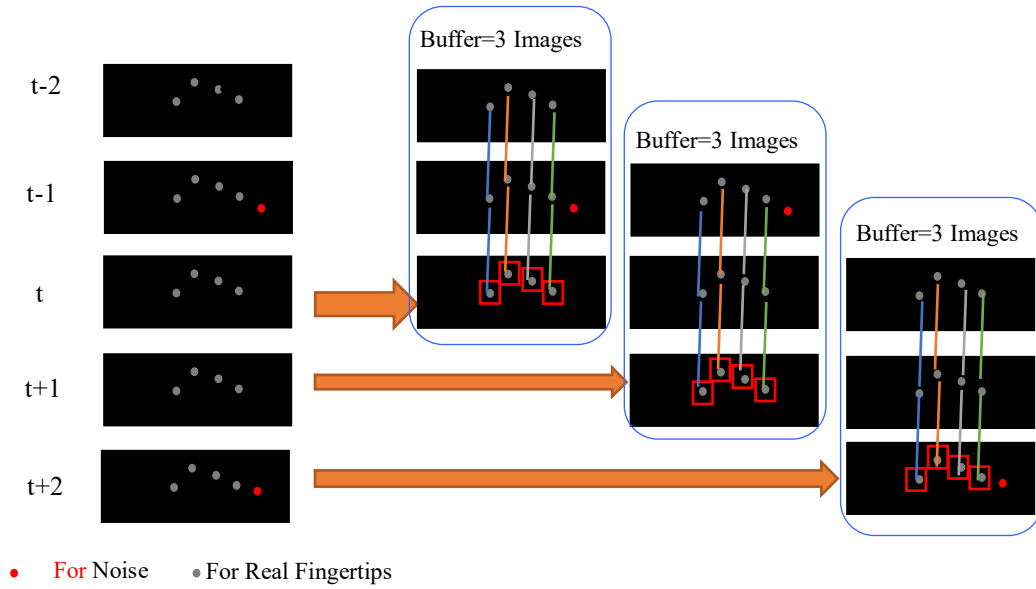 Buffer=3 Images
t-2
Buffer=3 Images
t-1
Buffer=3 Images
t
t+1
t+2
For Noise
For Real Fingertips